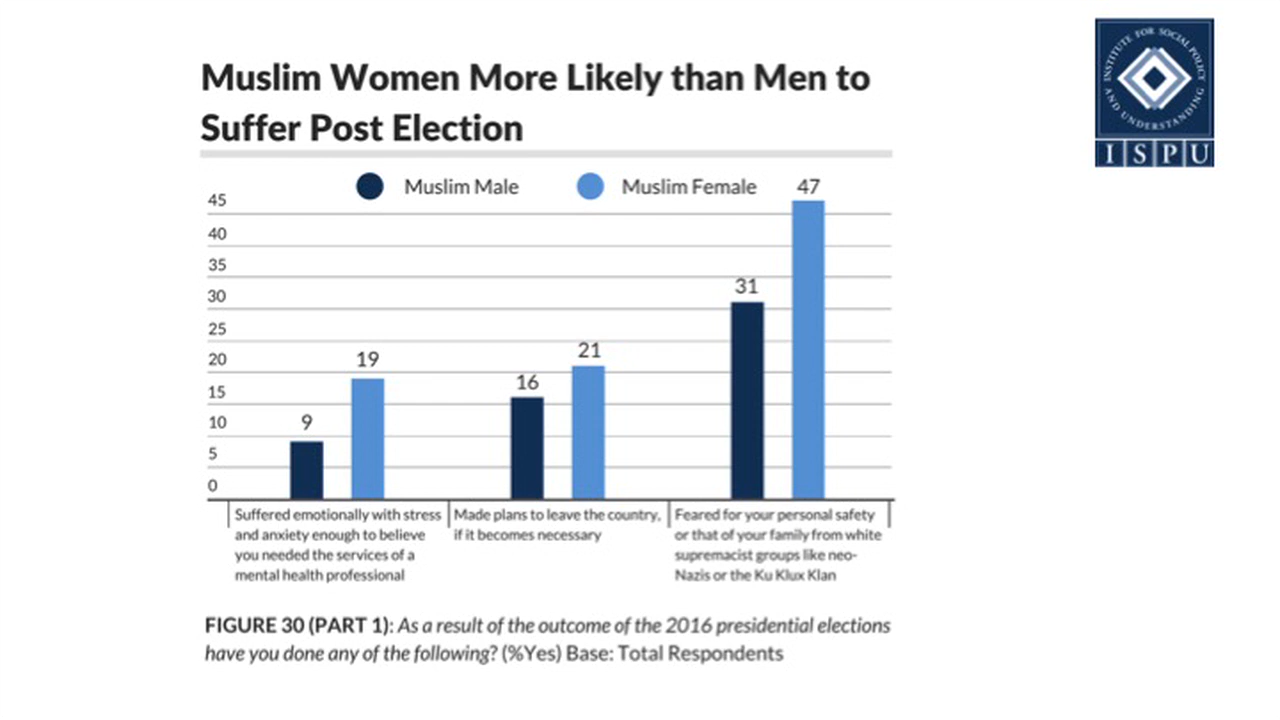 Muslim Women More Likely than Men to
Suffer Post Election
INSTITUTE FOR SOCIAL POLICY
AND UNDERSTANDING
ISPU
Muslim Male
Muslim Female
47
45
40
35
31
30
25
21
20
19
16
15
10
9
5
0
Suffered emotionally with stress
and anxiety enough to believe
you needed the services of a
mental health professional
Made plans to leave the country,
if it becomes necessary
Feared for your personal safety
or that of your family from white
supremacist groups like neo-
Nazis or the Ku Klux Klan
FIGURE 30 (PART 1): As a result of the outcome of the 2016 presidential elections
have you done any of the following? (%Yes) Base: Total Respondents